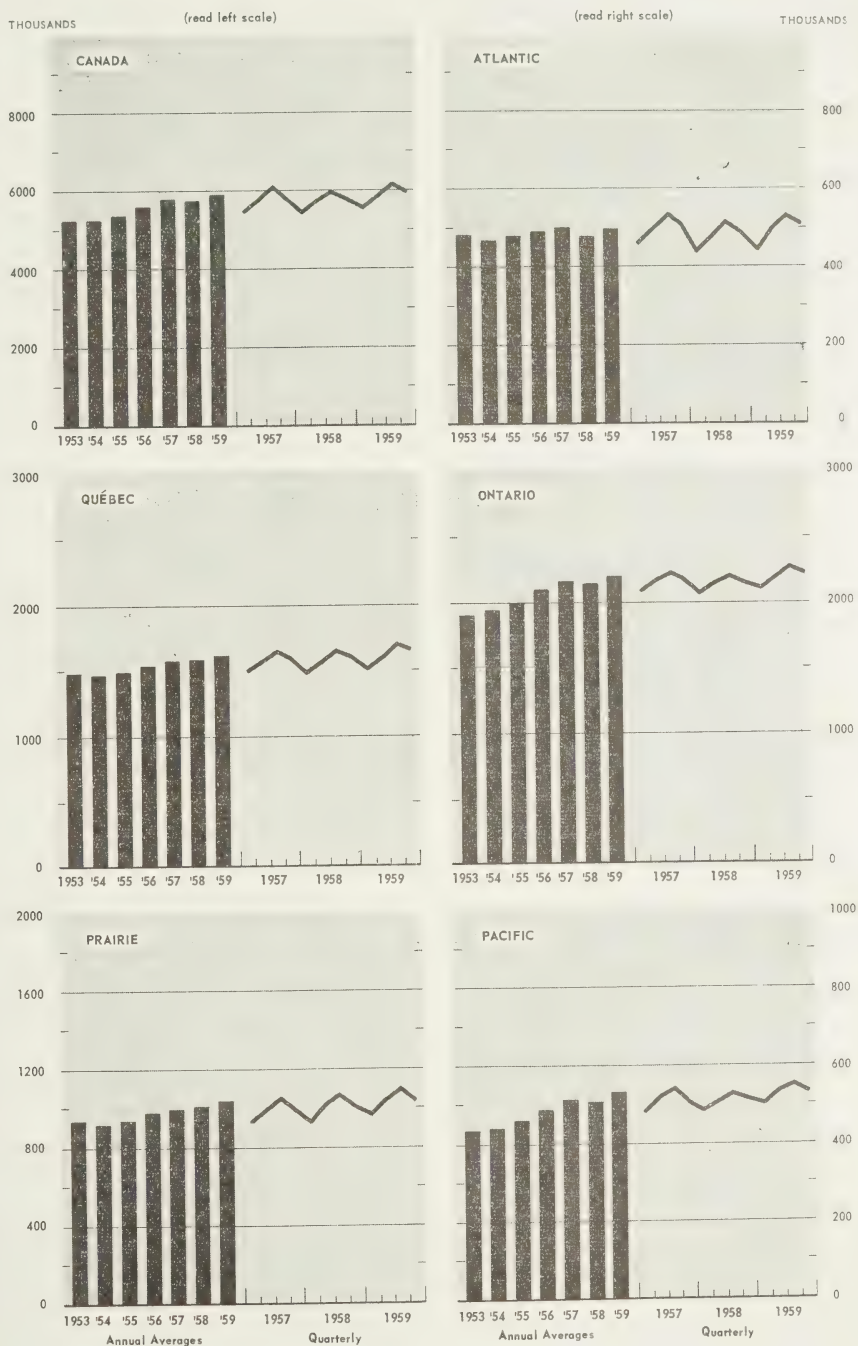 THOUSANDS (read left scale) (read right scale) THOUSANDS
CANADA
8000
6000
4000
2000
0
1953 '54 '55 '56 '57 '58 '59 1957 1958 1959
ATLANTIC
800
600
400
200
0
1953 '54 '55 '56 '57 '58 '59 1957 1958 1959
QUÉBEC
3000
2000
1000
0
1953 '54 '55 '56 '57 '58 '59 1957 1958 1959
ONTARIO
3000
2000
1000
0
1953 '54 '55 '56 '57 '58 '59 1957 1958 1959
PRAIRIE
2000
1600
1200
800
400
0
1953 '54 '55 '56 '57 '58 '59 1957 1958 1959
Annual Averages Quarterly
PACIFIC
1000
800
600
400
200
0
1953 '54 '55 '56 '57 '58 '59 1957 1958 1959
Annual Averages Quarterly